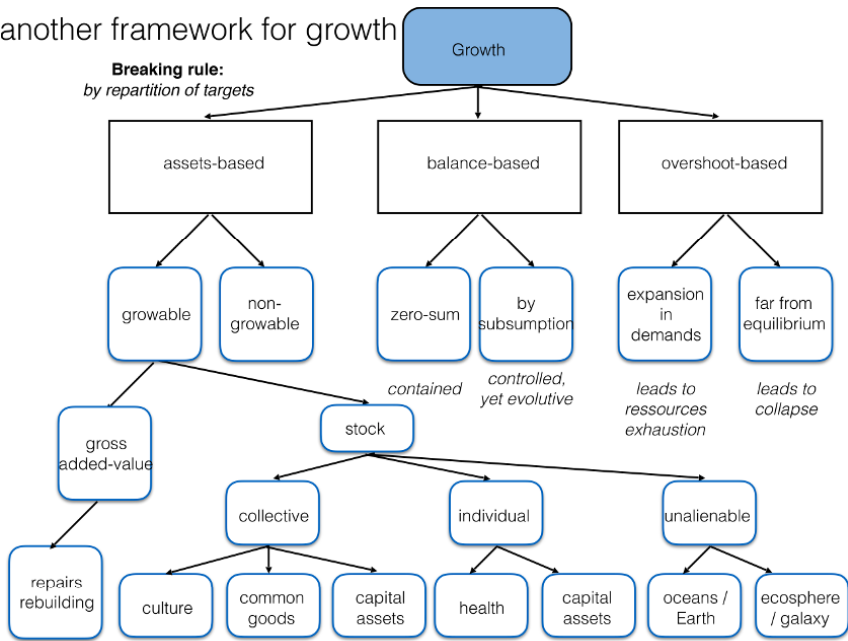 another framework for growth
Growth
Breaking rule:
by repartition of targets
assets-based
balance-based
overshoot-based
growable
non-
growable
zero-sum
by
subsumption
expansion
in
demands
far from
equilibrium
contained
controlled,
yet evolutive
leads to
ressources
exhaustion
leads to
collapse
gross
added-value
stock
collective
individual
unalienable
repairs
rebuilding
culture
common
goods
capital
assets
health
capital
assets
oceans /
Earth
ecosphere
/ galaxy